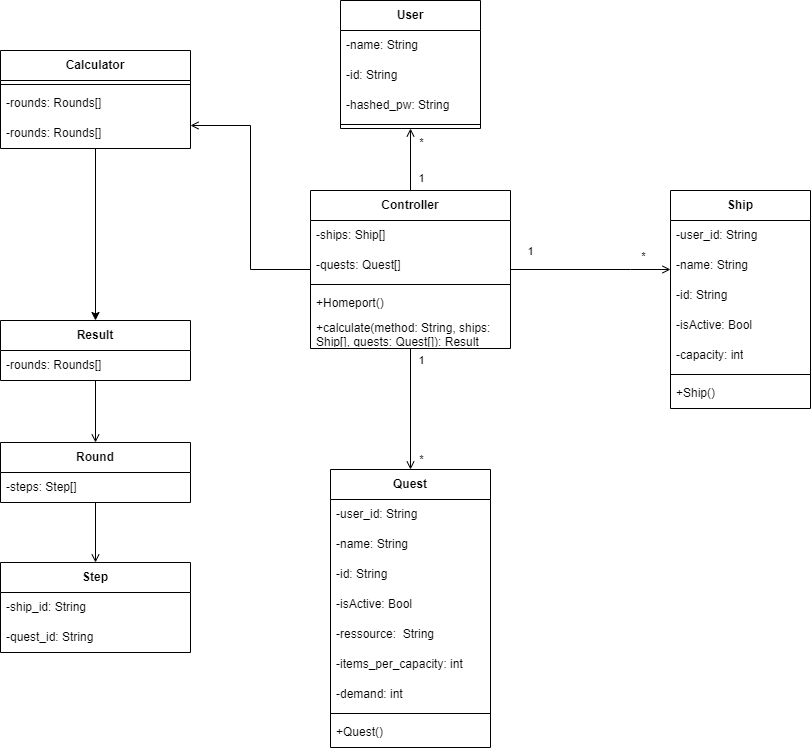 User
-name: String
-id: String
-hashed_pw: String
Calculator
-rounds: Rounds[]
-rounds: Rounds[]
*
1
Controller
-ships: Ship[]
-quests: Quest[]
+Homeport()
+calculate(method: String, ships:
Ship[], quests: Quest[]): Result
1
*
Ship
-user_id: String
-name: String
-id: String
-isActive: Bool
-capacity: int
+Ship()
Result
-rounds: Rounds[]
1
*
Round
-steps: Step[]
Quest
-user_id: String
-name: String
-id: String
-isActive: Bool
-ressource:  String
-items_per_capacity: int
-demand: int
+Quest()
Step
-ship_id: String
-quest_id: String